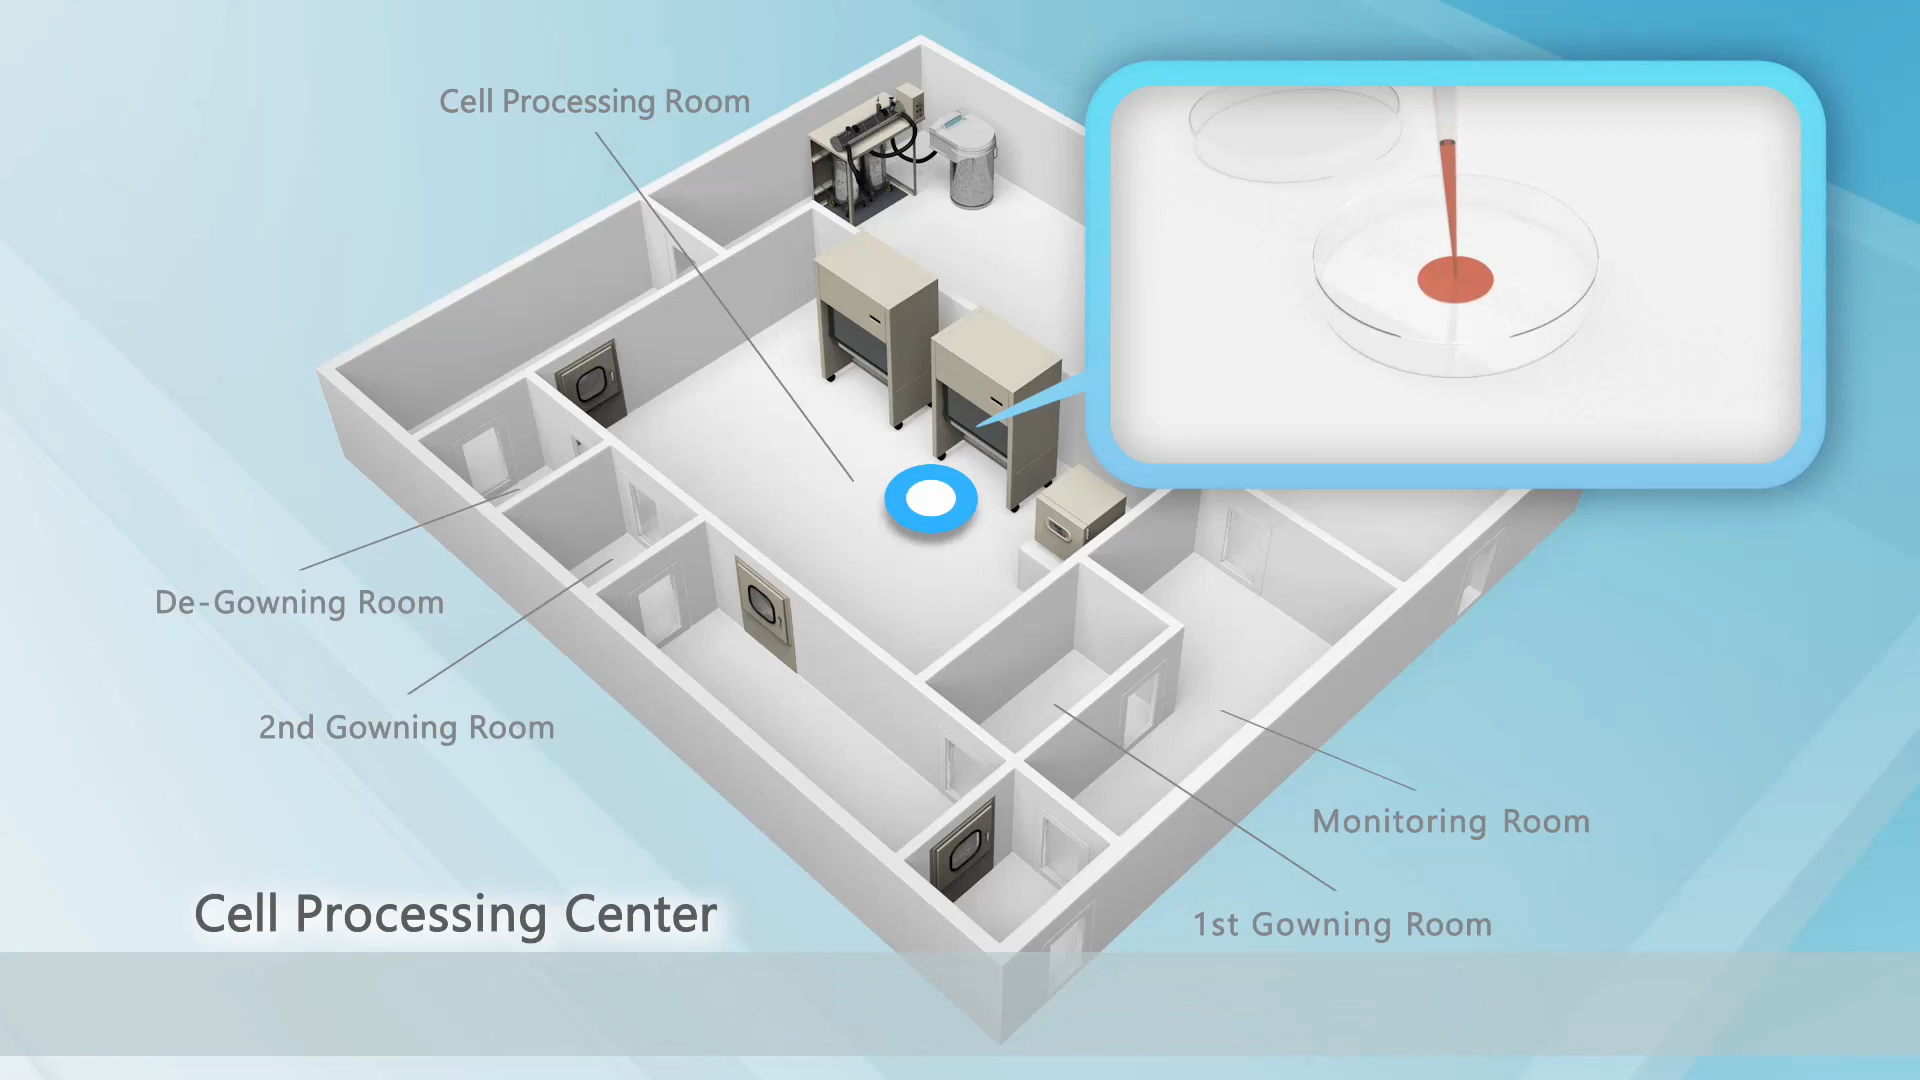 Cell Processing Room
De-Gowning Room
2nd Gowning Room
Monitoring Room
1st Gowning Room
Cell Processing Center